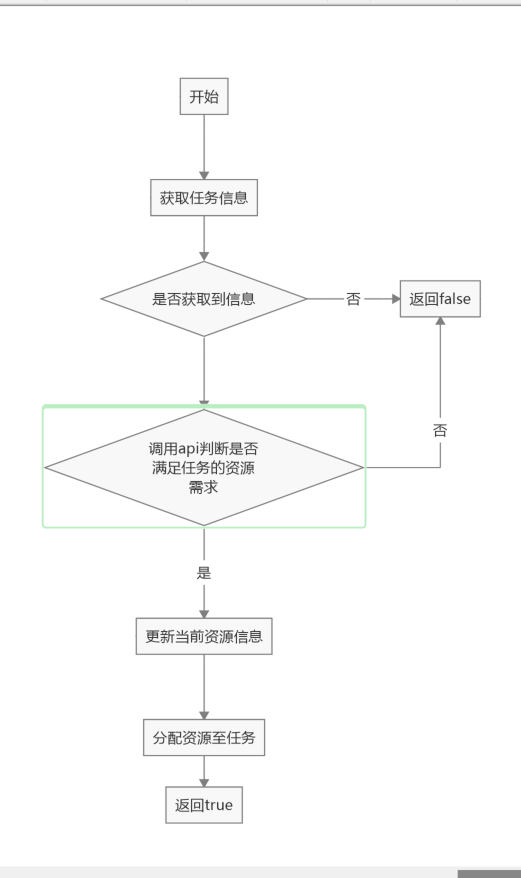 开始
获取任务信息
是否获取到信息
否
返回false
调用api判断是否
满足任务的资源
需求
否
是
更新当前资源信息
分配资源至任务
返回true